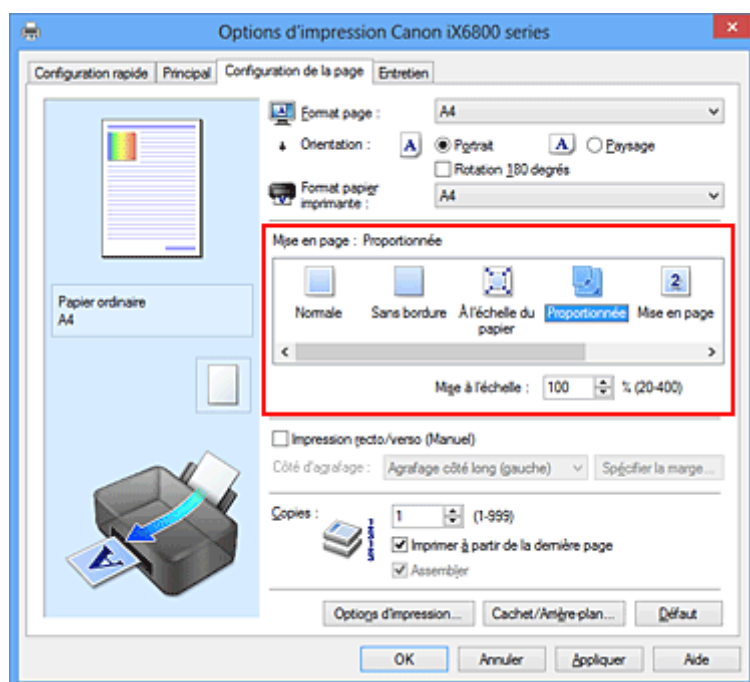 Options d'impression Canon iX6800 series
Configuration rapide Principal Configuration de la page Entretien
Format page : A4
Orientation : A Portrait A Paysage
Rotation 180 degrés
Format papier imprimante : A4
Mise en page : Proportionnée
Normale Sans bordure À l'échelle du papier Proportionnée 2 Mise en page
Mise à l'échelle : 100 % (20-400)
Papier ordinaire
A4
Impression recto/verso (Manuel)
Côté d'agrafage : Agrafage côté long (gauche) Spécifier la marge...
Copies : 1 (1-999)
Imprimer à partir de la dernière page
Assembler
A
Options d'impression... Cachet/Arrière-plan... Défaut
OK Annuler Appliquer Aide